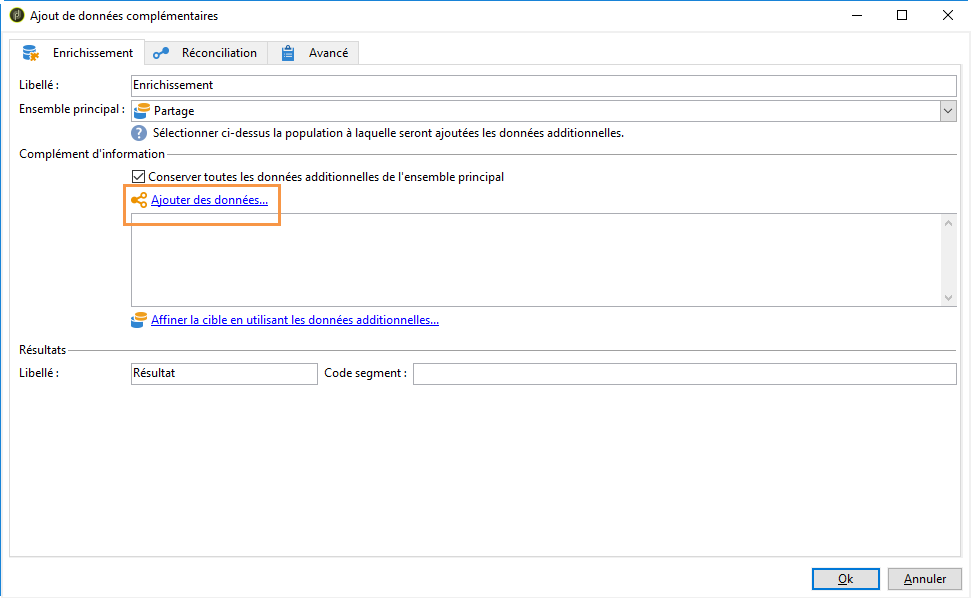 Ajout de données complémentaires
Enrichissement Réconciliation Avancé
Libellé : Enrichissement
Ensemble principal : Partage
? Sélectionner ci-dessus la population à laquelle seront ajoutées les données additionnelles.
Complément d'information
Conserver toutes les données additionnelles de l'ensemble principal
Ajouter des données...
Affiner la cible en utilisant les données additionnelles...
Résultats
Libellé : Résultat Code segment :
Ok Annuler